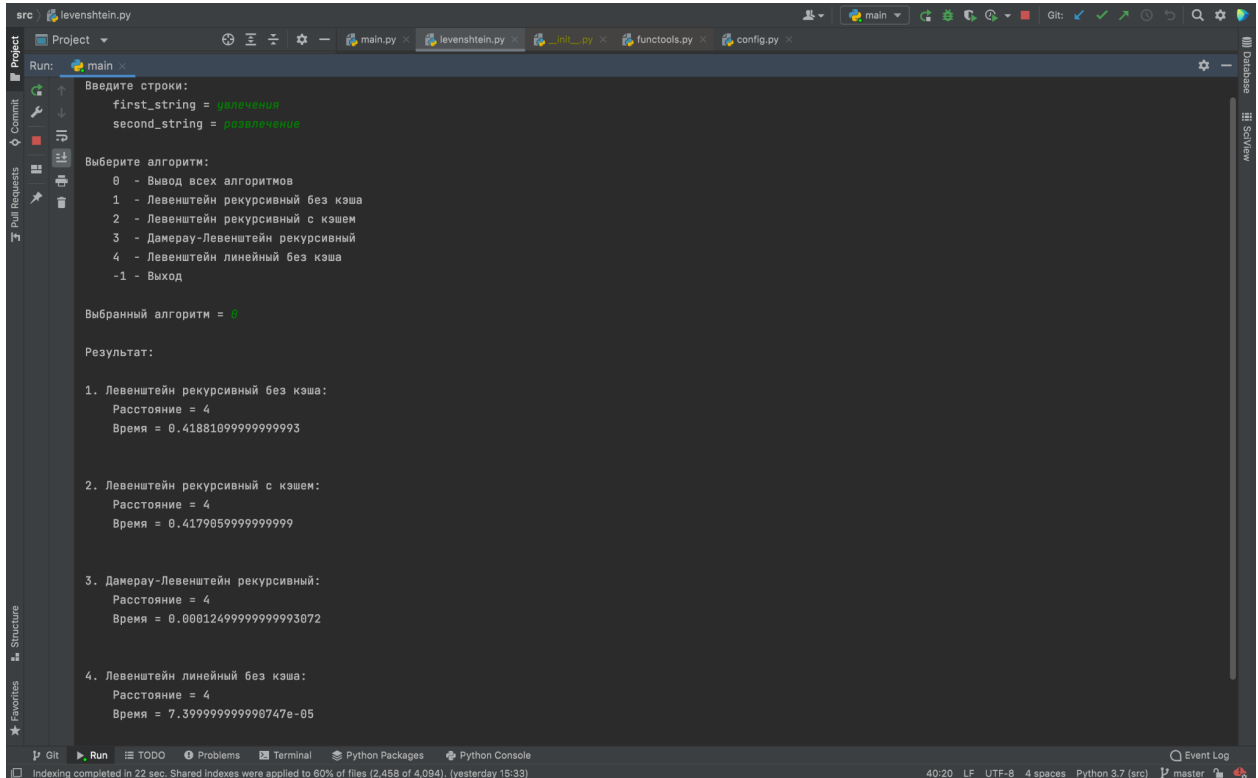 src levenshtein.py main Git:
Project main.py levenshtein.py __init__.py functools.py config.py
Run: main
Введите строки:
first_string = увлечения
second_string = развлечение
Выберите алгоритм:
0 - Вывод всех алгоритмов
1 - Левенштейн рекурсивный без кэша
2 - Левенштейн рекурсивный с кэшем
3 - Дамерау-Левенштейн рекурсивный
4 - Левенштейн линейный без кэша
-1 - Выход
Выбранный алгоритм = 0
Результат:
1. Левенштейн рекурсивный без кэша:
Расстояние = 4
Время = 0.41881099999999993
2. Левенштейн рекурсивный с кэшем:
Расстояние = 4
Время = 0.4179059999999999
3. Дамерау-Левенштейн рекурсивный:
Расстояние = 4
Время = 0.00012499999999993072
4. Левенштейн линейный без кэша:
Расстояние = 4
Время = 7.399999999990747e-05
Project
Commit
Pull Requests
Structure
Favorites
Database
SciView
Git Run TODO Problems Terminal Python Packages Python Console Event Log
Indexing completed in 22 sec. Shared indexes were applied to 60% of files (2,458 of 4,094). (yesterday 15:33) 40:20 LF UTF-8 4 spaces Python 3.7 (src) master